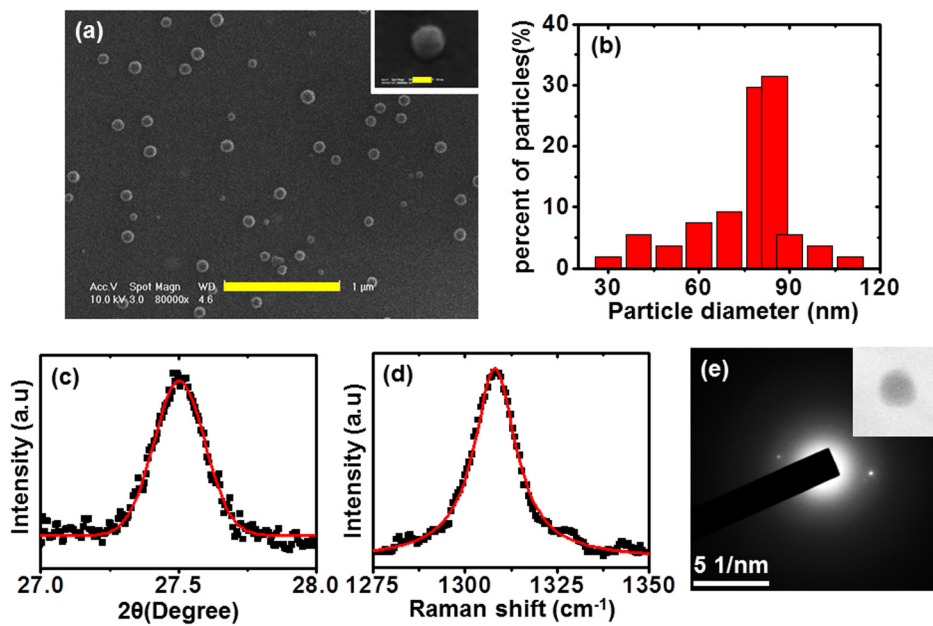 (a)
Acc.V Spot Magn WD
10.0 kV 3.0 80000x 4.6
1 μm
(b)
percent of particles(%)
40
30
20
10
0
30 60 90 120
Particle diameter (nm)
(c)
Intensity (a.u)
27.0 27.5 28.0
2θ(Degree)
(d)
Intensity (a.u)
1275 1300 1325 1350
Raman shift (cm⁻¹)
(e)
5 1/nm